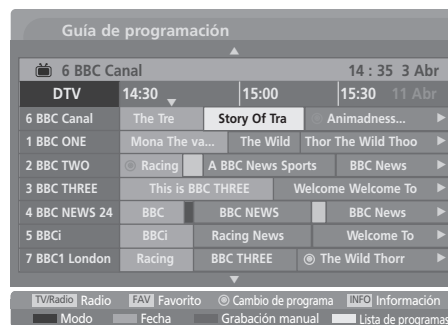 Guía de programación
6 BBC Canal 14 : 35 3 Abr
DTV 14:30 15:00 15:30 11 Abr
6 BBC Canal The Tre Story Of Tra Animadness...
1 BBC ONE Mona The va... The Wild Thor The Wild Thoo
2 BBC TWO Racing A BBC News Sports BBC News
3 BBC THREE This is BBC THREE Welcome Welcome To
4 BBC NEWS 24 BBC BBC NEWS BBC News
5 BBCi BBCi Racing News Welcome To
7 BBC1 London Racing BBC THREE The Wild Thorr
TV/Radio Radio FAV Favorito Cambio de programa INFO Información
Modo Fecha Grabación manual Lista de programas